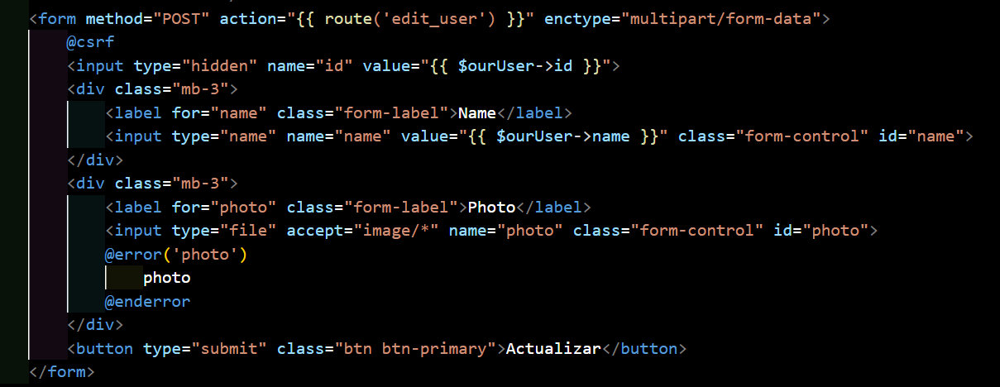 <form method="POST" action="{{ route('edit_user') }}" enctype="multipart/form-data">
@csrf
<input type="hidden" name="id" value="{{ $ourUser->id }}">
<div class="mb-3">
<label for="name" class="form-label">Name</label>
<input type="name" name="name" value="{{ $ourUser->name }}" class="form-control" id="name">
</div>
<div class="mb-3">
<label for="photo" class="form-label">Photo</label>
<input type="file" accept="image/*" name="photo" class="form-control" id="photo">
@error('photo')
photo
@enderror
</div>
<button type="submit" class="btn btn-primary">Actualizar</button>
</form>